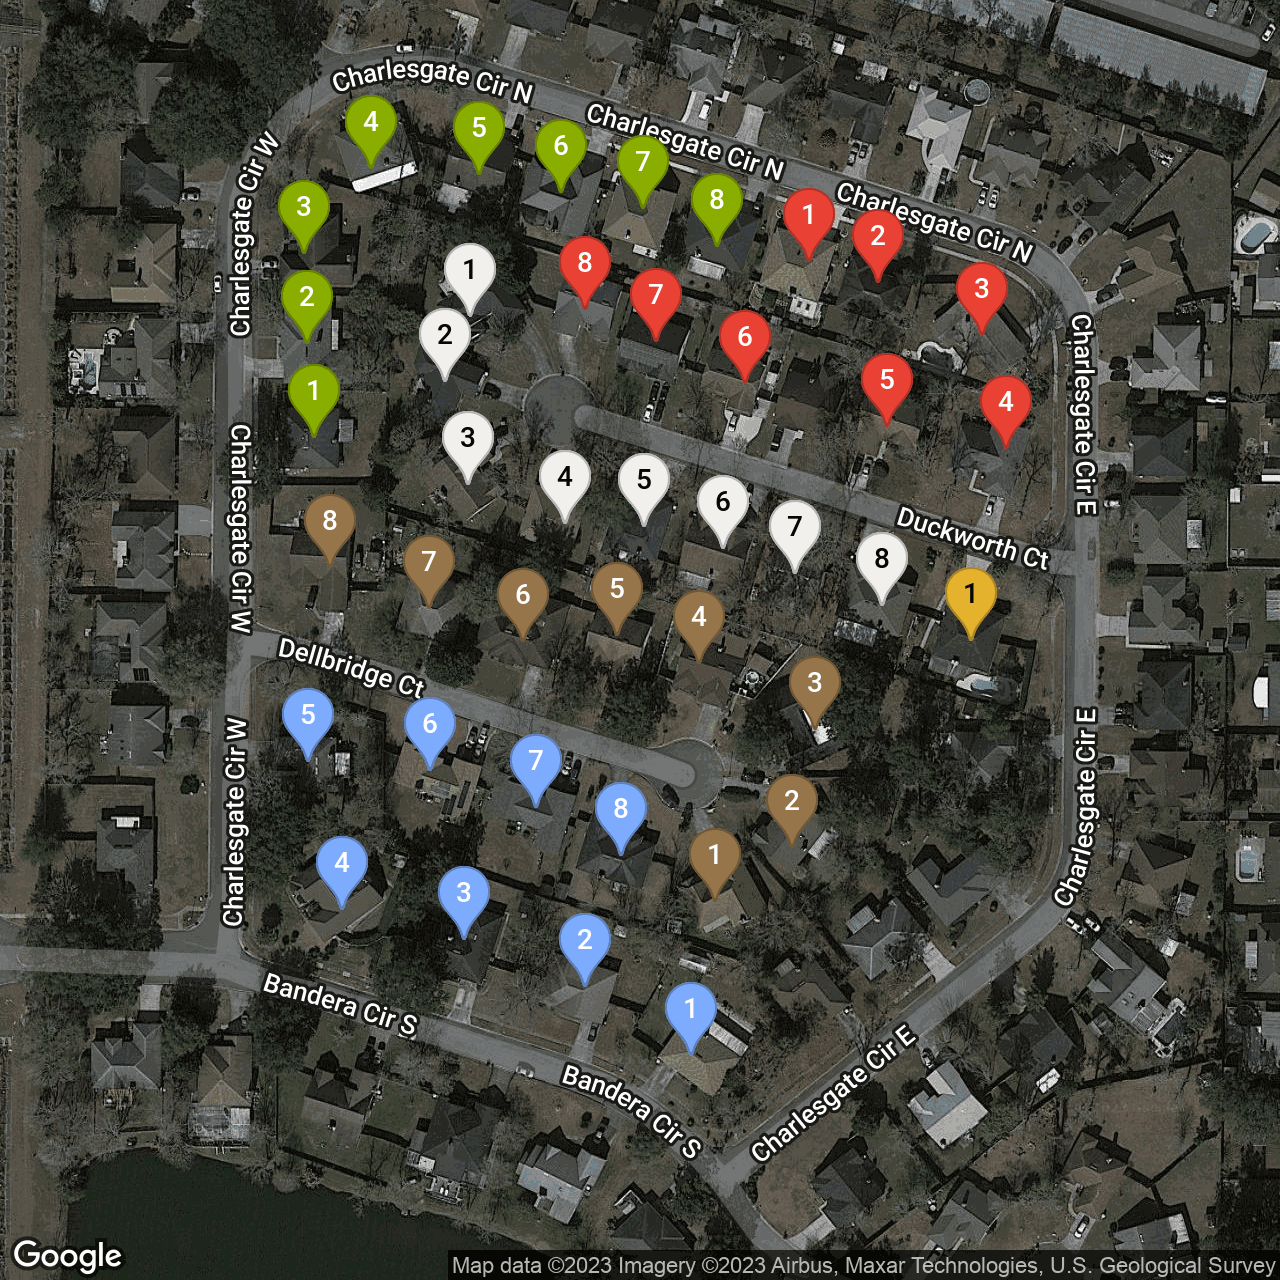 Charlesgate Cir N
Charlesgate Cir N
Charlesgate Cir W
Charlesgate Cir N
4
5
6
7
8
1
2
3
3
1
8
7
2
2
6
Charlesgate Cir E
1
5
4
3
Charlesgate Cir W
4
5
6
7
8
Duckworth Ct
8
7
6
5
4
1
3
Dellbridge Ct
Charlesgate Cir W
5
6
7
8
2
1
Charlesgate Cir E
4
3
2
1
Bandera Cir S
Bandera Cir S
Charlesgate Cir E
Google
Map data ©2023 Imagery ©2023 Airbus, Maxar Technologies, U.S. Geological Survey